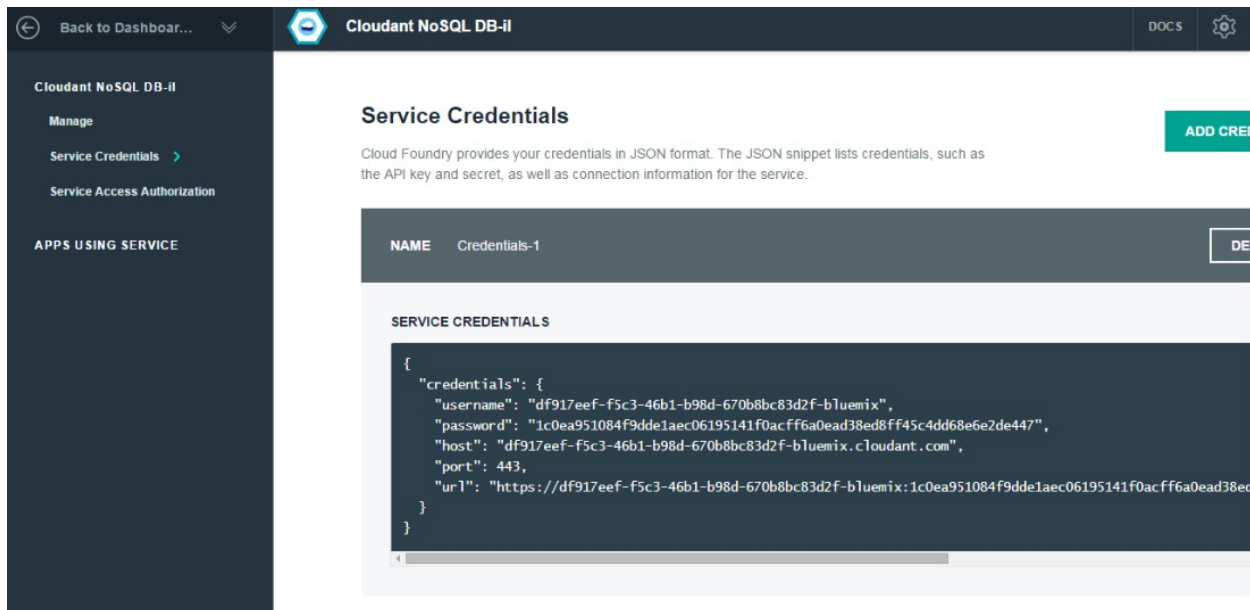 Back to Dashboar...
Cloudant NoSQL DB-il
DOCS
Cloudant NoSQL DB-il
Manage
Service Credentials
Service Access Authorization
APPS USING SERVICE
Service Credentials
ADD CRE
Cloud Foundry provides your credentials in JSON format. The JSON snippet lists credentials, such as
the API key and secret, as well as connection information for the service.
NAME Credentials-1
DE
SERVICE CREDENTIALS
{
"credentials": {
"username": "df917eef-f5c3-46b1-b98d-670b8bc83d2f-bluemix",
"password": "1c0ea951084f9dde1aec06195141f0acff6a0ead38ed8ff45c4dd68e6e2de447",
"host": "df917eef-f5c3-46b1-b98d-670b8bc83d2f-bluemix.cloudant.com",
"port": 443,
"url": "https://df917eef-f5c3-46b1-b98d-670b8bc83d2f-bluemix:1c0ea951084f9dde1aec06195141f0acff6a0ead38ed
}
}